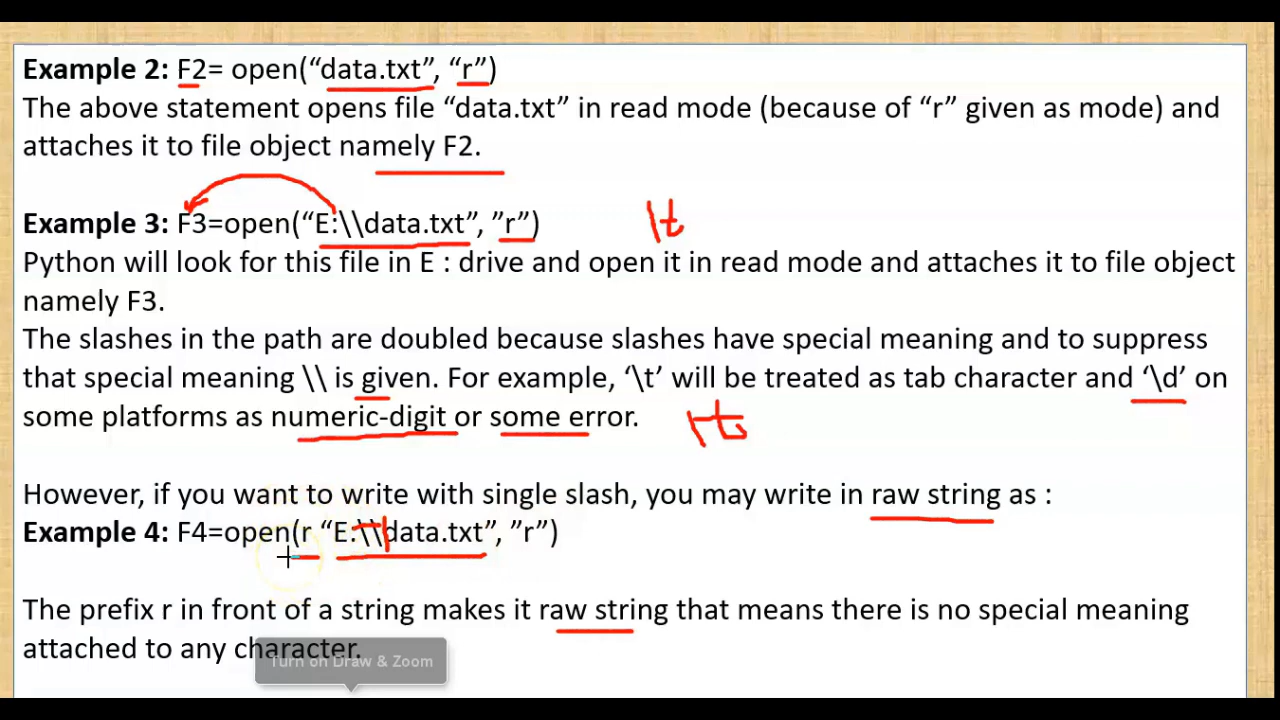 Example 2: F2= open(“data.txt”, “r”)
The above statement opens file “data.txt” in read mode (because of “r” given as mode) and
attaches it to file object namely F2.
Example 3: F3=open(“E:\\data.txt”, ”r”)
\t
Python will look for this file in E : drive and open it in read mode and attaches it to file object
namely F3.
The slashes in the path are doubled because slashes have special meaning and to suppress
that special meaning \\ is given. For example, ‘\t’ will be treated as tab character and ‘\d’ on
some platforms as numeric-digit or some error.
rt
However, if you want to write with single slash, you may write in raw string as :
Example 4: F4=open(r “E:\\data.txt”, ”r”)
The prefix r in front of a string makes it raw string that means there is no special meaning
attached to any character.
Turn on Draw & Zoom